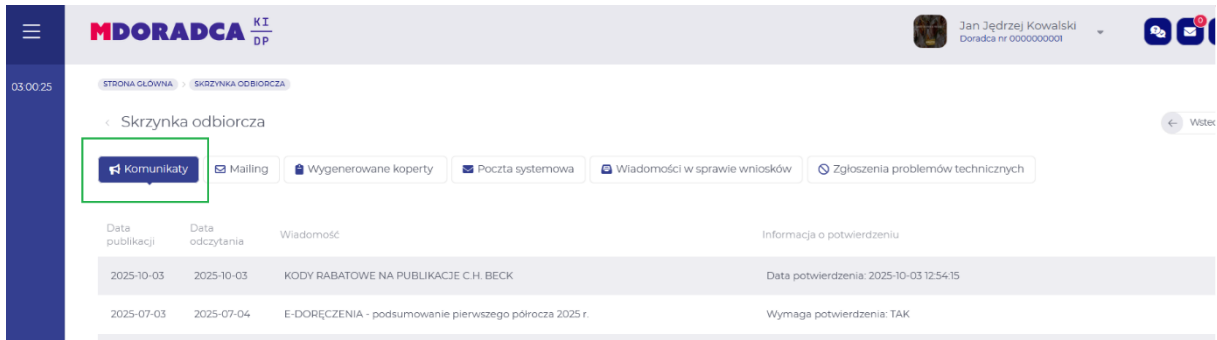 MDORADCA KI DP
Jan Jędrzej Kowalski
Doradca nr 0000000001
0
03:00:25
STRONA GŁÓWNA > SKRZYNKA ODBIORCZA
Skrzynka odbiorcza
Komunikaty
Mailing
Wygenerowane koperty
Poczta systemowa
Wiadomości w sprawie wniosków
Zgłoszenia problemów technicznych
Data publikacji
Data odczytania
Wiadomość
Informacja o potwierdzeniu
2025-10-03 2025-10-03 KODY RABATOWE NA PUBLIKACJE C.H. BECK Data potwierdzenia: 2025-10-03 12:54:15
2025-07-03 2025-07-04 E-DORĘCZENIA - podsumowanie pierwszego półrocza 2025 r. Wymaga potwierdzenia: TAK